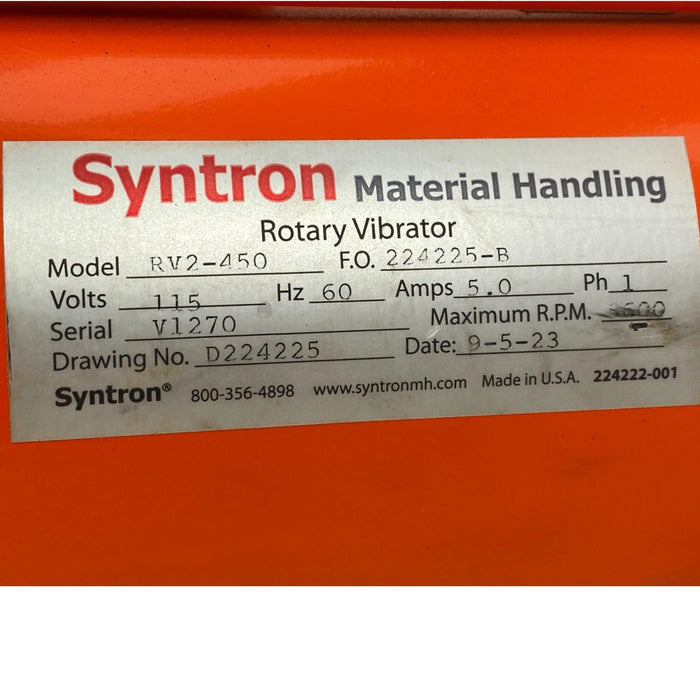 Syntron Material Handling
Rotary Vibrator
Model RV2-450 F.O. 224225-B
Volts 115 Hz 60 Amps 5.0 Ph 1
Serial V1270 Maximum R.P.M.
Drawing No. D224225 Date: 9-5-23
Syntron® 800-356-4898 www.syntronmh.com Made in U.S.A. 224222-001